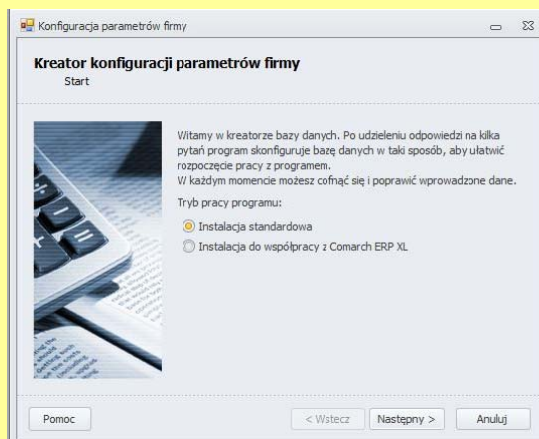 Konfiguracja parametrów firmy
Kreator konfiguracji parametrów firmy
Start
Witamy w kreatorze bazy danych. Po udzieleniu odpowiedzi na kilka
pytań program skonfiguruje bazę danych w taki sposób, aby ułatwić
rozpoczęcie pracy z programem.
W każdym momencie możesz cofnąć się i poprawić wprowadzone dane.
Tryb pracy programu:
Instalacja standardowa
Instalacja do współpracy z Comarch ERP XL
Pomoc
< Wstecz
Następny >
Anuluj